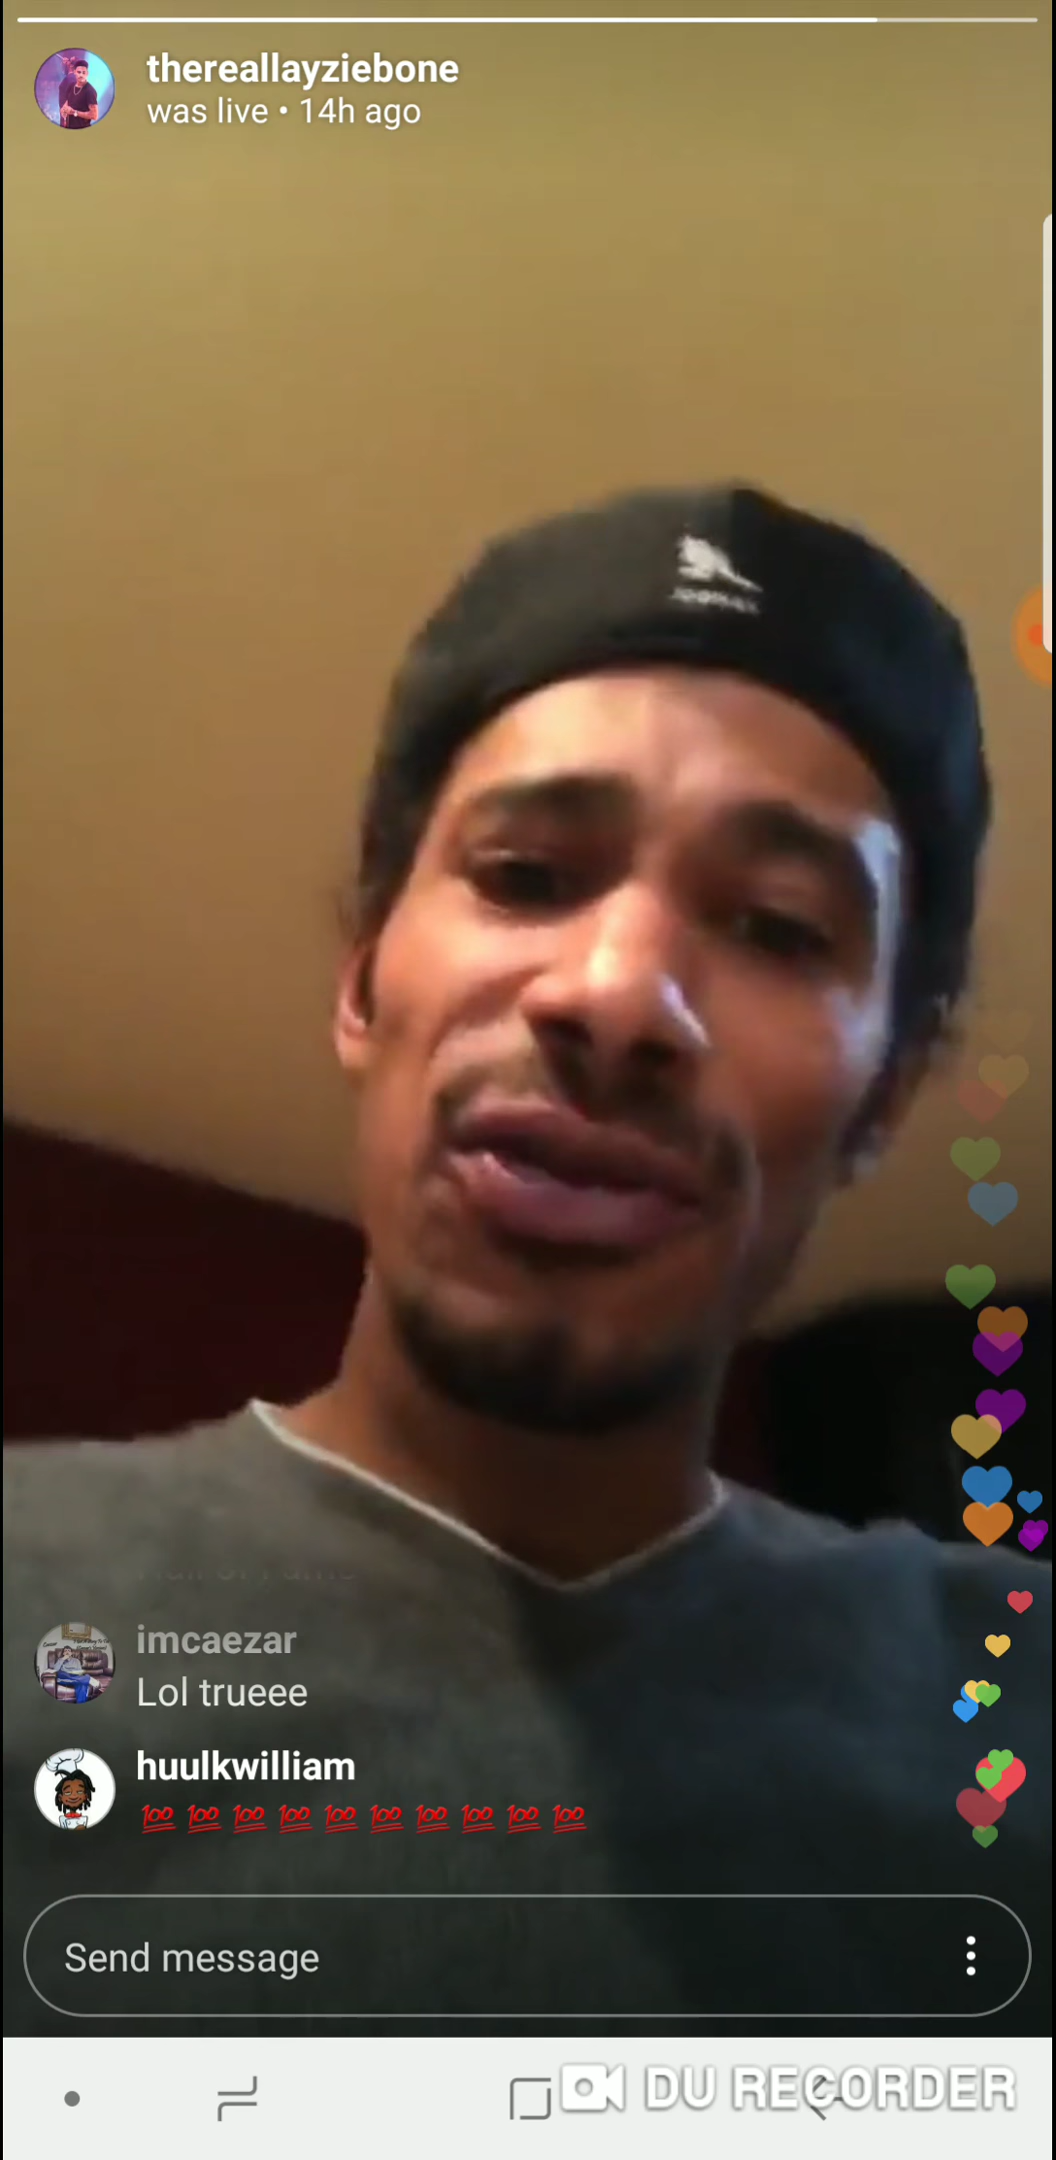 thereallayziebone
was live • 14h ago
imcaezar
Lol trueee
huulkwilliam
💯 💯 💯 💯 💯 💯 💯 💯 💯 💯
Send message
DU RECORDER